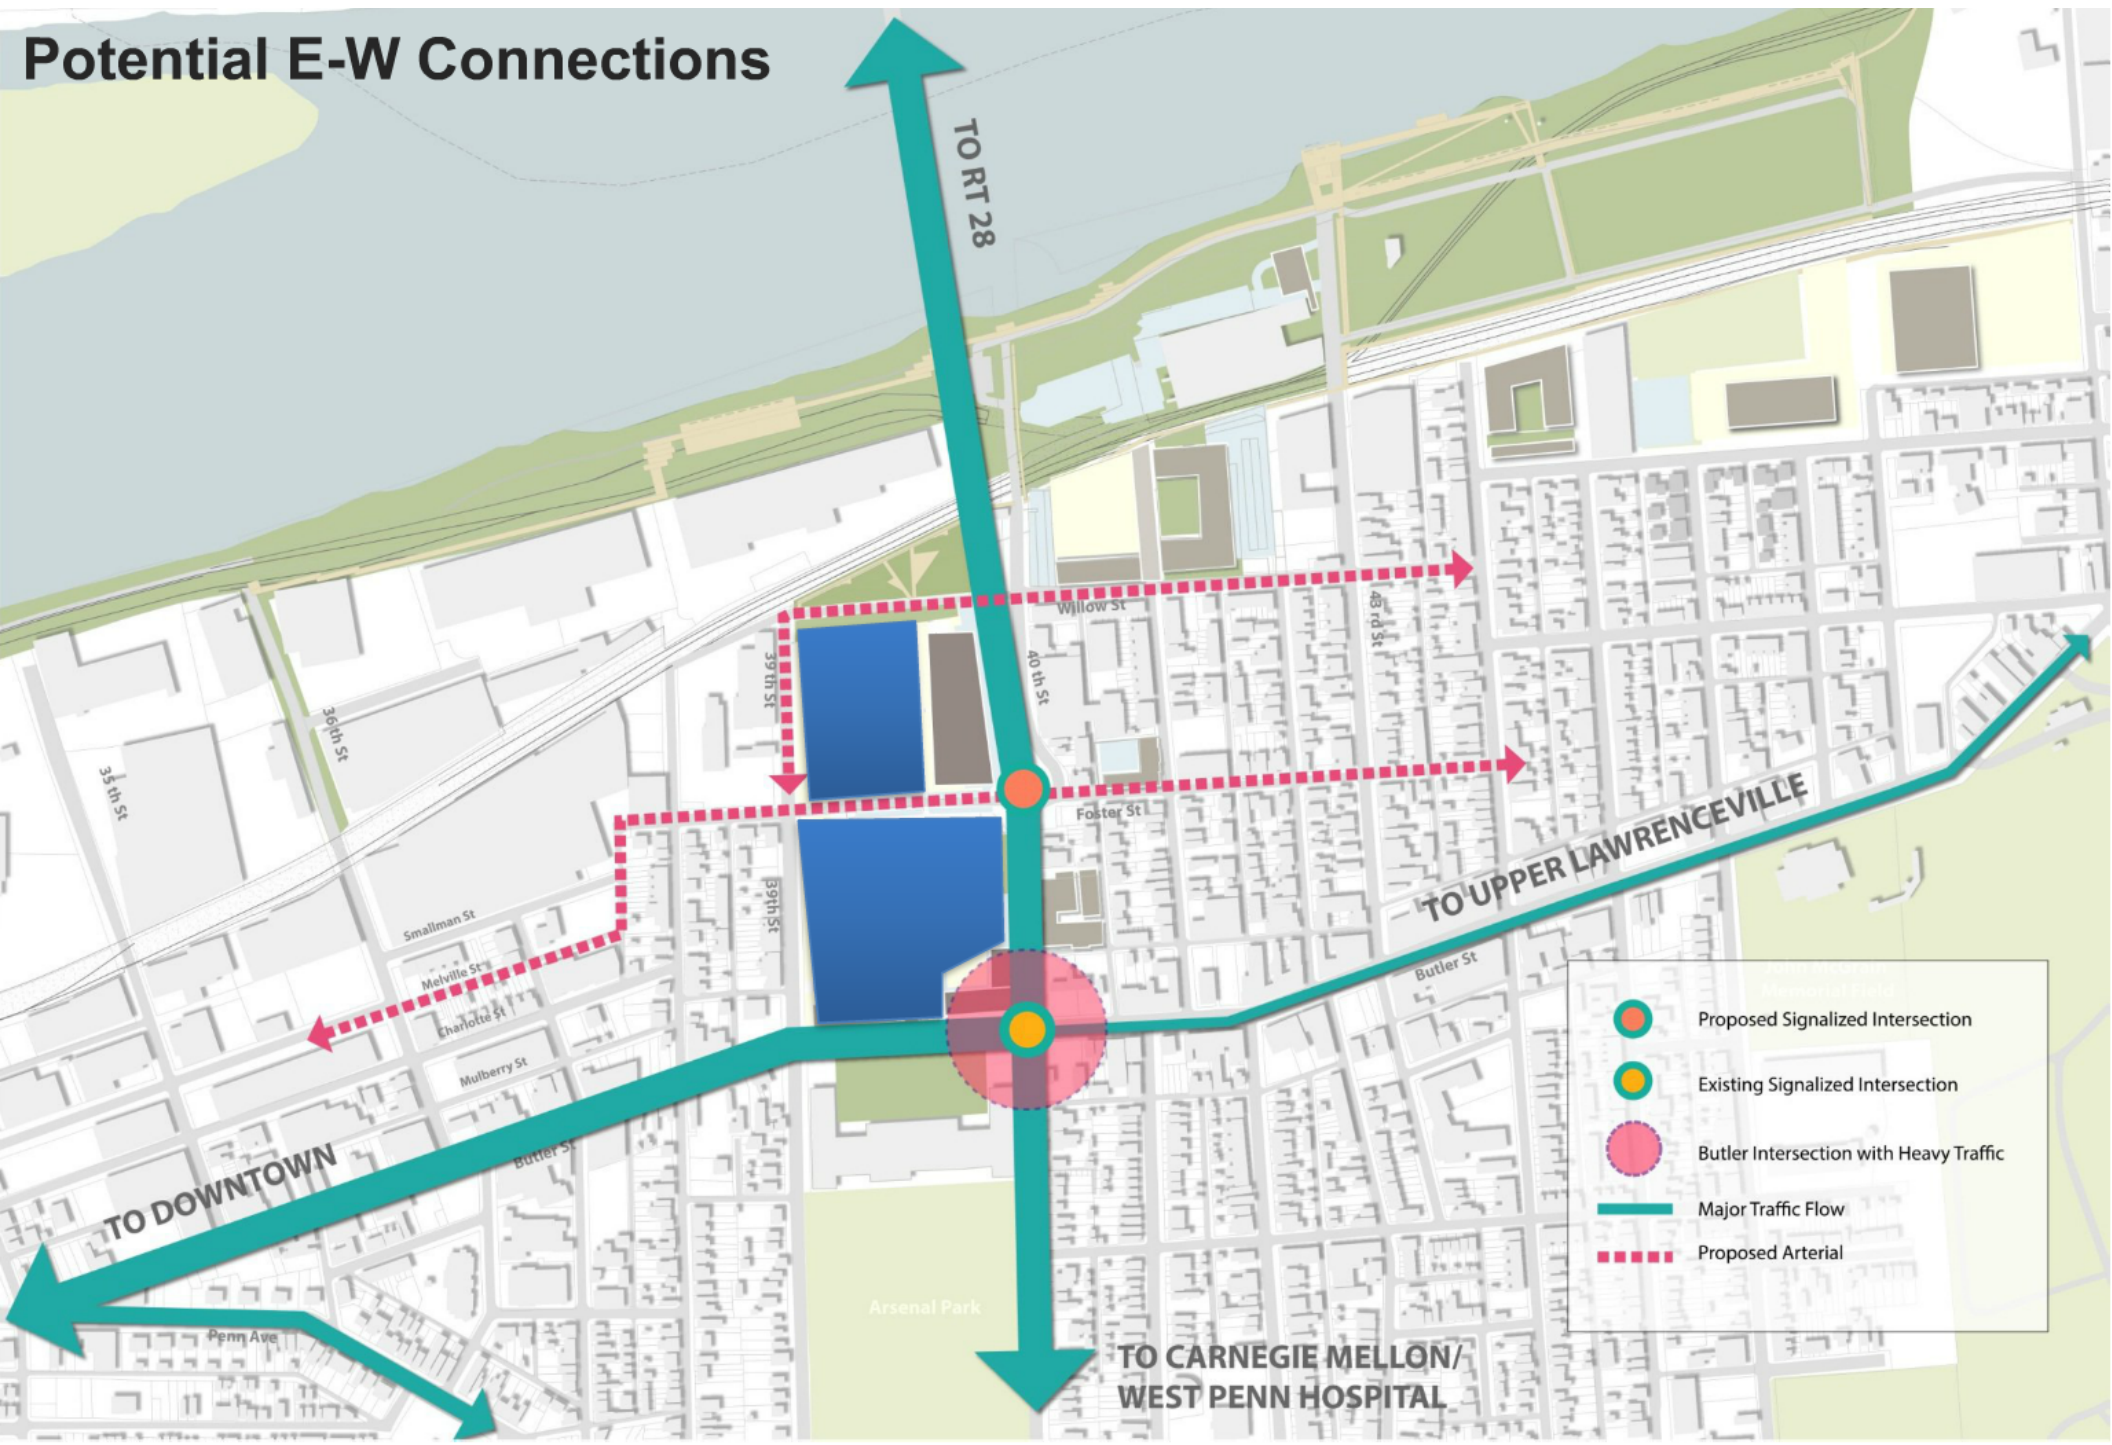 Potential E-W Connections
TO RT 28
Willow St
43 rd St
39th St
40 th St
36th St
35 th St
Foster St
TO UPPER LAWRENCEVILLE
39th St
Smallman St
Melville St
Butler St
Charlotte St
Mulberry St
Butler St
TO DOWNTOWN
Memorial Field
Proposed Signalized Intersection
Existing Signalized Intersection
Butler Intersection with Heavy Traffic
Major Traffic Flow
Proposed Arterial
Arsenal Park
Penn Ave
TO CARNEGIE MELLON/
WEST PENN HOSPITAL